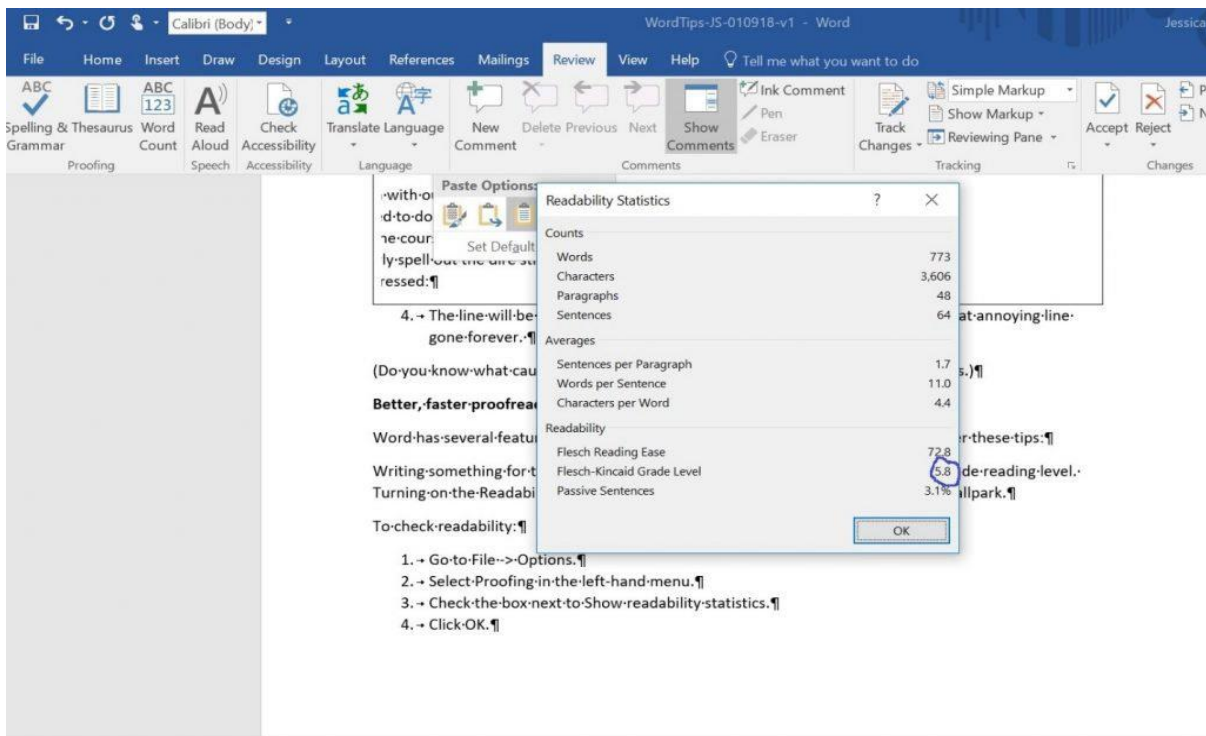 Calibri (Body)
WordTips-JS-010918-v1 - Word
Jessica
File Home Insert Draw Design Layout References Mailings Review View Help Tell me what you want to do
ABC
Spelling & Grammar
Thesaurus
ABC 123
Word Count
Read Aloud
Check Accessibility
Translate
Language
New Comment
Delete
Previous
Next
Show Comments
Ink Comment
Pen
Eraser
Track Changes
Simple Markup
Show Markup
Reviewing Pane
Accept
Reject
Proofing
Speech
Accessibility
Language
Comments
Tracking
Changes
Paste Options:
Set Default
ressed:¶
Readability Statistics
Counts
Words 773
Characters 3,606
Paragraphs 48
Sentences 64
Averages
Sentences per Paragraph 1.7
Words per Sentence 11.0
Characters per Word 4.4
Readability
Flesch Reading Ease 72.8
Flesch-Kincaid Grade Level 5.8
Passive Sentences 3.1%
OK
4. The line will be at annoying line
gone forever. ¶
(Do you know what cau s.)¶
Better, faster proofrea
Word has several featu r these tips:¶
Writing something for t de reading level.
Turning on the Readabi llpark.¶
To check readability:¶
1. Go to File --> Options.¶
2. Select Proofing in the left-hand menu.¶
3. Check the box next to Show readability statistics.¶
4. Click OK.¶